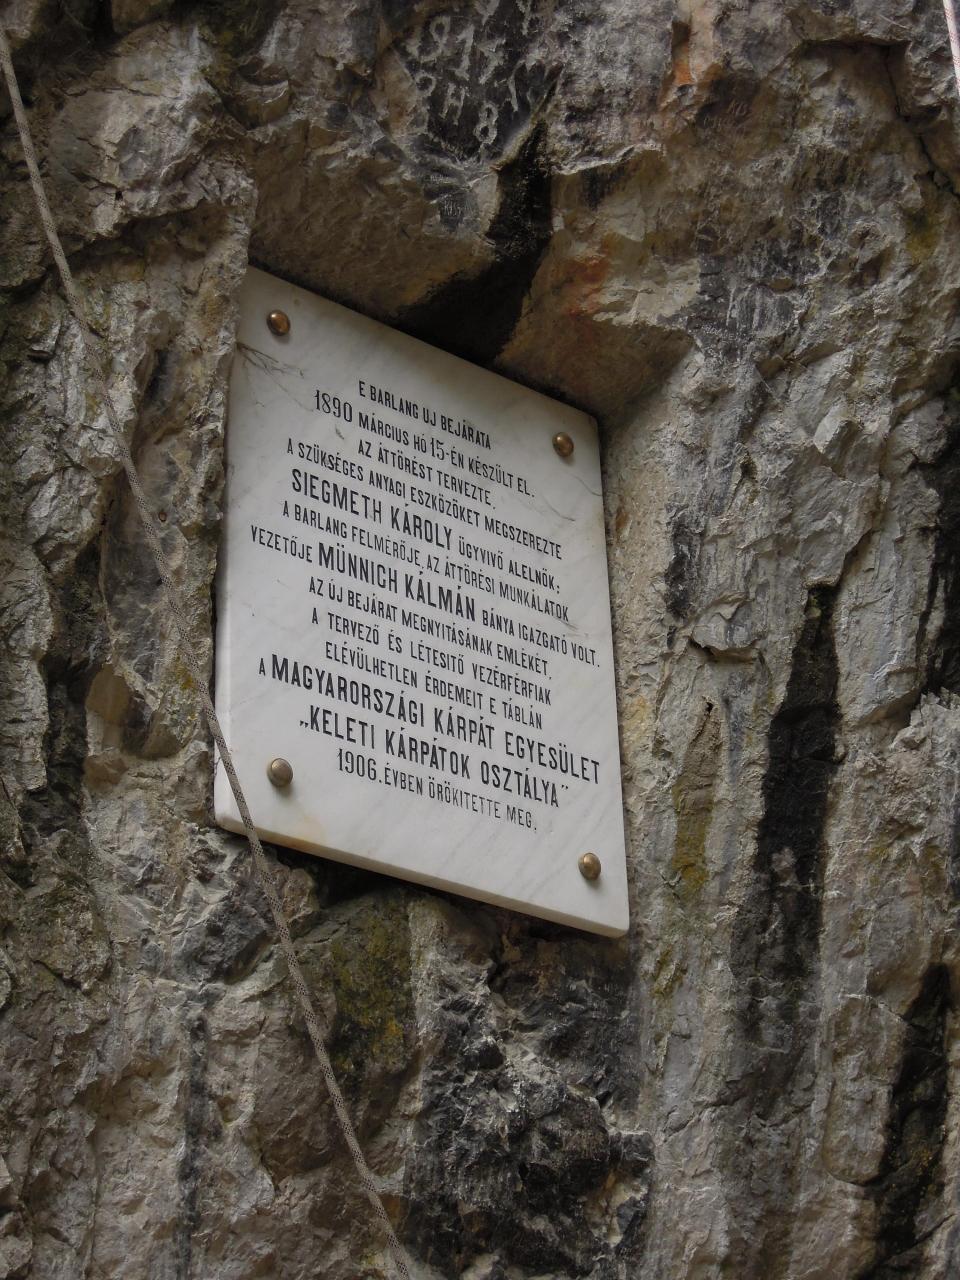 E BARLANG UJ BEJÁRATA
1890 MÁRCIUS HÓ 15-ÉN KÉSZÜLT EL.
AZ ÁTTÖRÉST TERVEZTE,
A SZÜKSÉGES ANYAGI ESZKÖZÖKET MEGSZEREZTE
SIEGMETH KÁROLY ÜGYVIVŐ ALELNÖK;
A BARLANG FELMÉRŐJE, AZ ÁTTÖRÉSI MUNKÁLATOK
VEZETŐJE MÜNNICH KÁLMÁN BÁNYA IGAZGATÓ VOLT.
AZ ÚJ BEJÁRAT MEGNYITÁSÁNAK EMLÉKÉT,
A TERVEZŐ ÉS LÉTESITŐ VEZÉRFÉRFIAK
ELÉVÜLHETLEN ÉRDEMEIT E TÁBLÁN
A MAGYARORSZÁGI KÁRPÁT EGYESÜLET
„KELETI KÁRPÁTOK OSZTÁLYA”
1906. ÉVBEN ÖRÖKITETTE MEG.